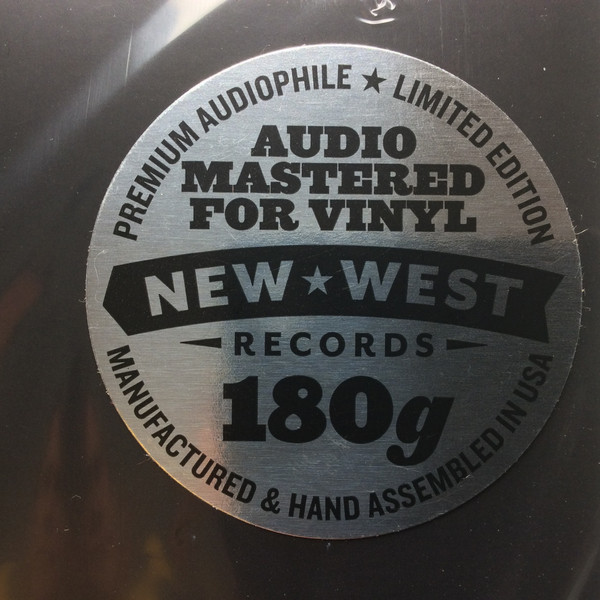 PREMIUM AUDIOPHILE ★ LIMITED EDITION
AUDIO
MASTERED
FOR VINYL
NEW ★ WEST
RECORDS
180g
MANUFACTURED & HAND ASSEMBLED IN USA